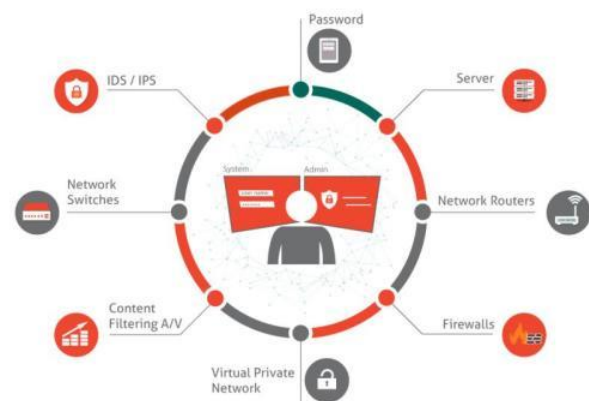 Password
IDS / IPS
Server
System
Admin
Network
Switches
Network Routers
Content
Filtering A/V
Firewalls
Virtual Private
Network